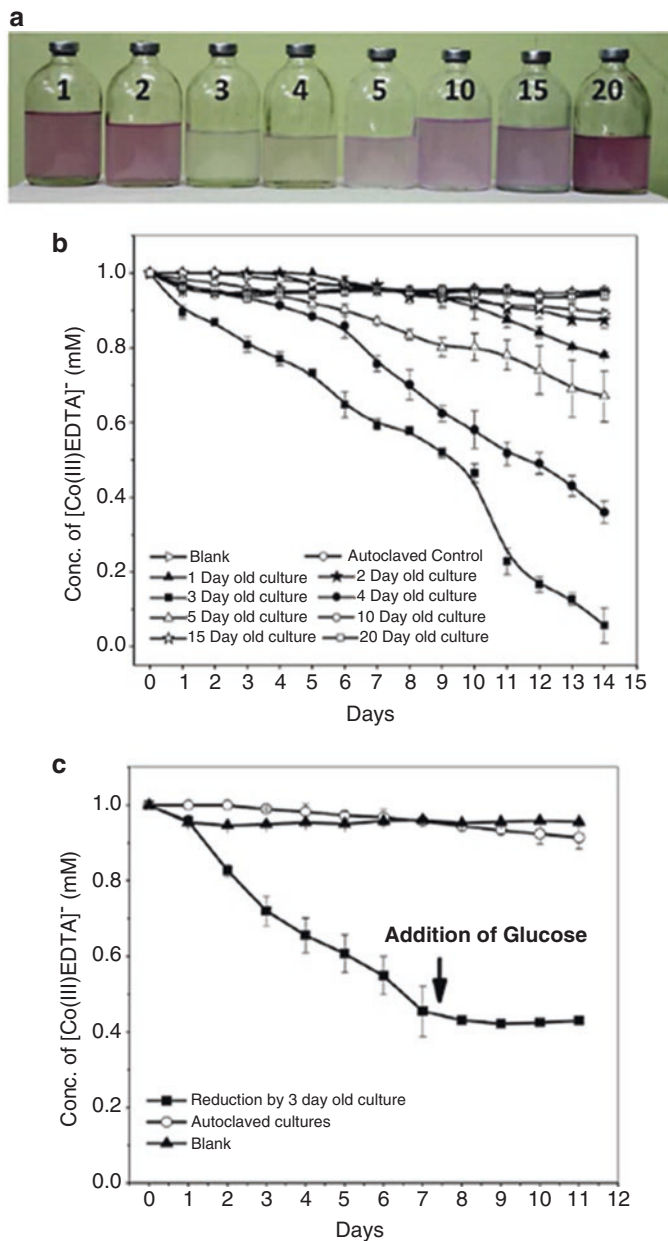 a
1 2 3 4 5 10 15 20
b
Conc. of [Co(III)EDTA]⁻ (mM)
1.0
0.8
0.6
0.4
0.2
0.0
Blank Autoclaved Control
1 Day old culture 2 Day old culture
3 Day old culture 4 Day old culture
5 Day old culture 10 Day old culture
15 Day old culture 20 Day old culture
0 1 2 3 4 5 6 7 8 9 10 11 12 13 14 15
Days
c
Conc. of [Co(III)EDTA]⁻ (mM)
1.0
0.8
0.6
0.4
0.2
0.0
Addition of Glucose
Reduction by 3 day old culture
Autoclaved cultures
Blank
0 1 2 3 4 5 6 7 8 9 10 11 12
Days